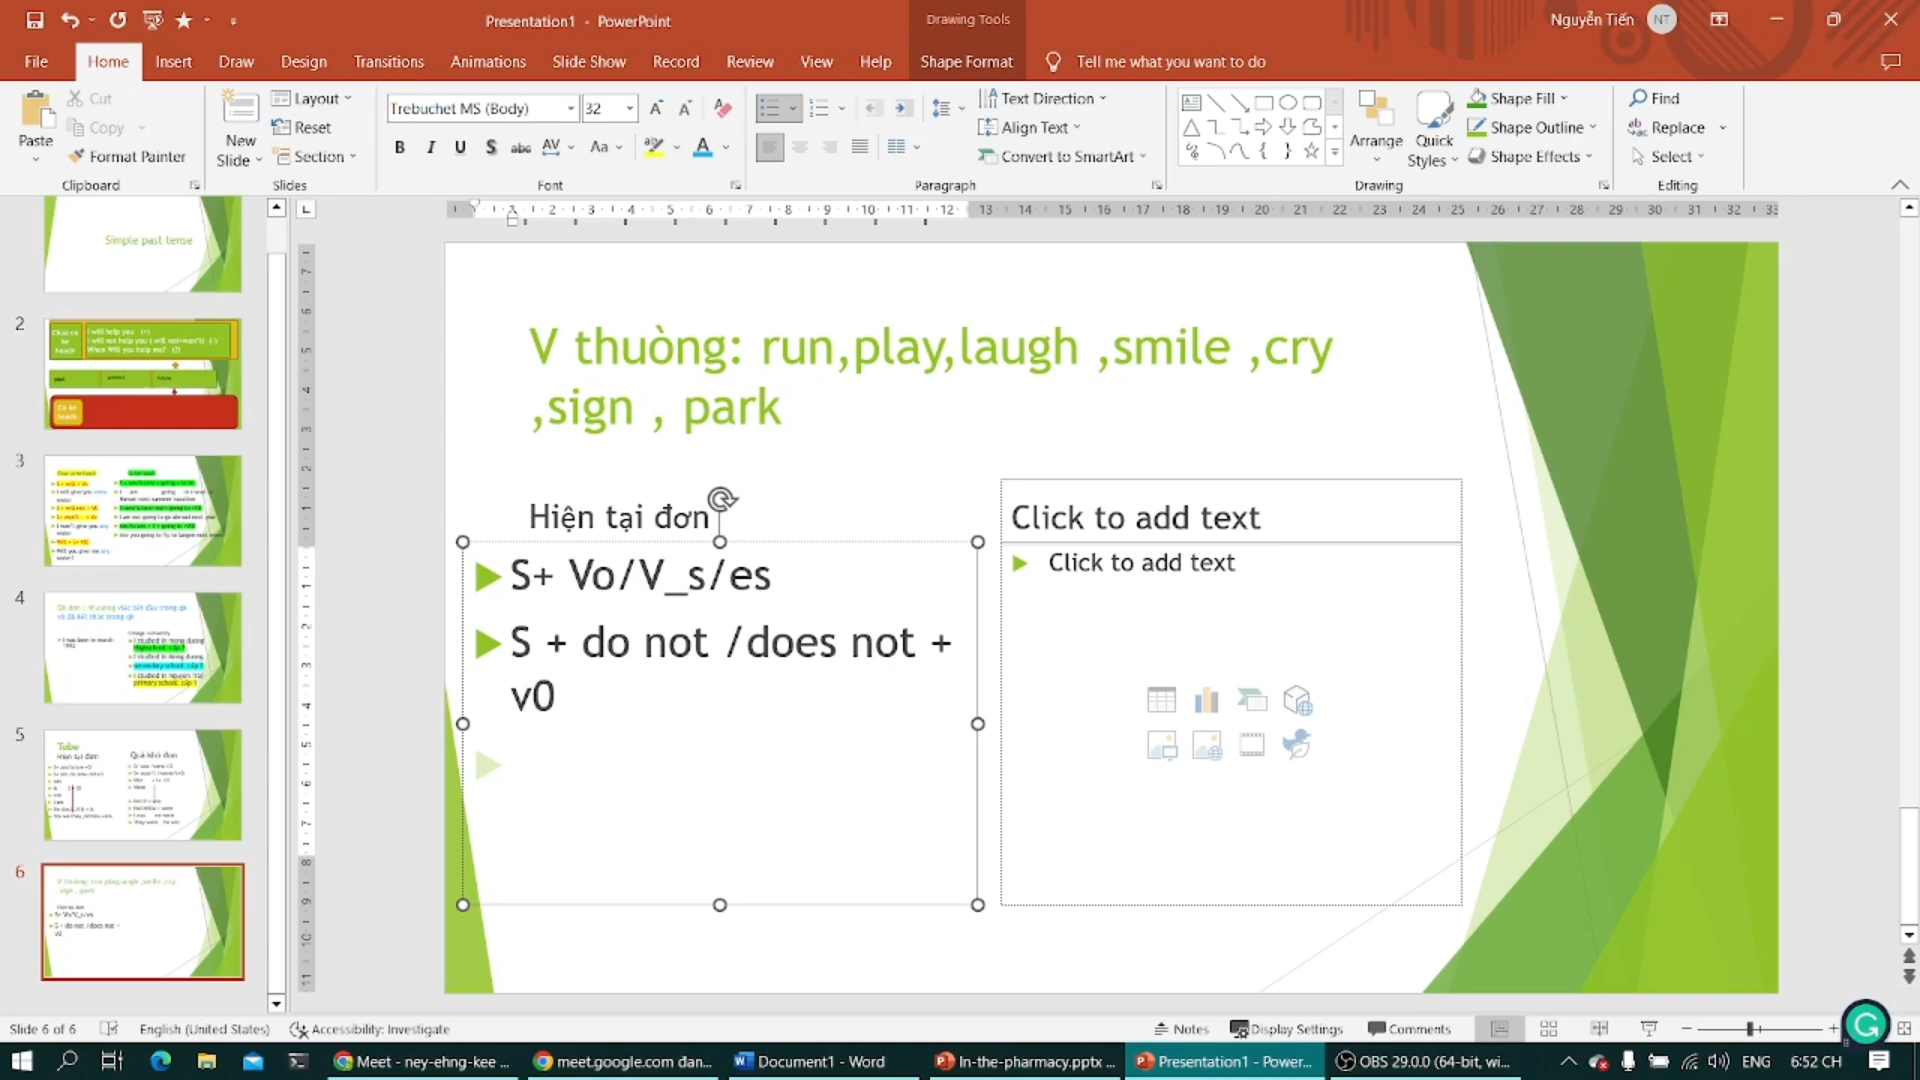 Presentation1 - PowerPoint
Drawing Tools
Nguyễn Tiến
NT
File
Home
Insert
Draw
Design
Transitions
Animations
Slide Show
Record
Review
View
Help
Shape Format
Tell me what you want to do
Paste
Cut
Copy
Format Painter
Clipboard
New Slide
Layout
Reset
Section
Slides
Trebuchet MS (Body)
32
Font
Text Direction
Align Text
Convert to SmartArt
Paragraph
Arrange
Quick Styles
Shape Fill
Shape Outline
Shape Effects
Drawing
Find
Replace
Select
Editing
Simple past tense
2
3
4
5
Tobe
6
V thuòng: run,play,laugh ,smile ,cry
,sign , park
Hiện tại đơn
S+ Vo/V_s/es
S + do not /does not +
v0
Click to add text
Click to add text
Slide 6 of 6
English (United States)
Accessibility: Investigate
Notes
Display Settings
Comments
Meet - ney-ehng-kee ...
meet.google.com đan...
Document1 - Word
In-the-pharmacy.pptx ...
Presentation1 - Power...
OBS 29.0.0 (64-bit, wi...
ENG
6:52 CH